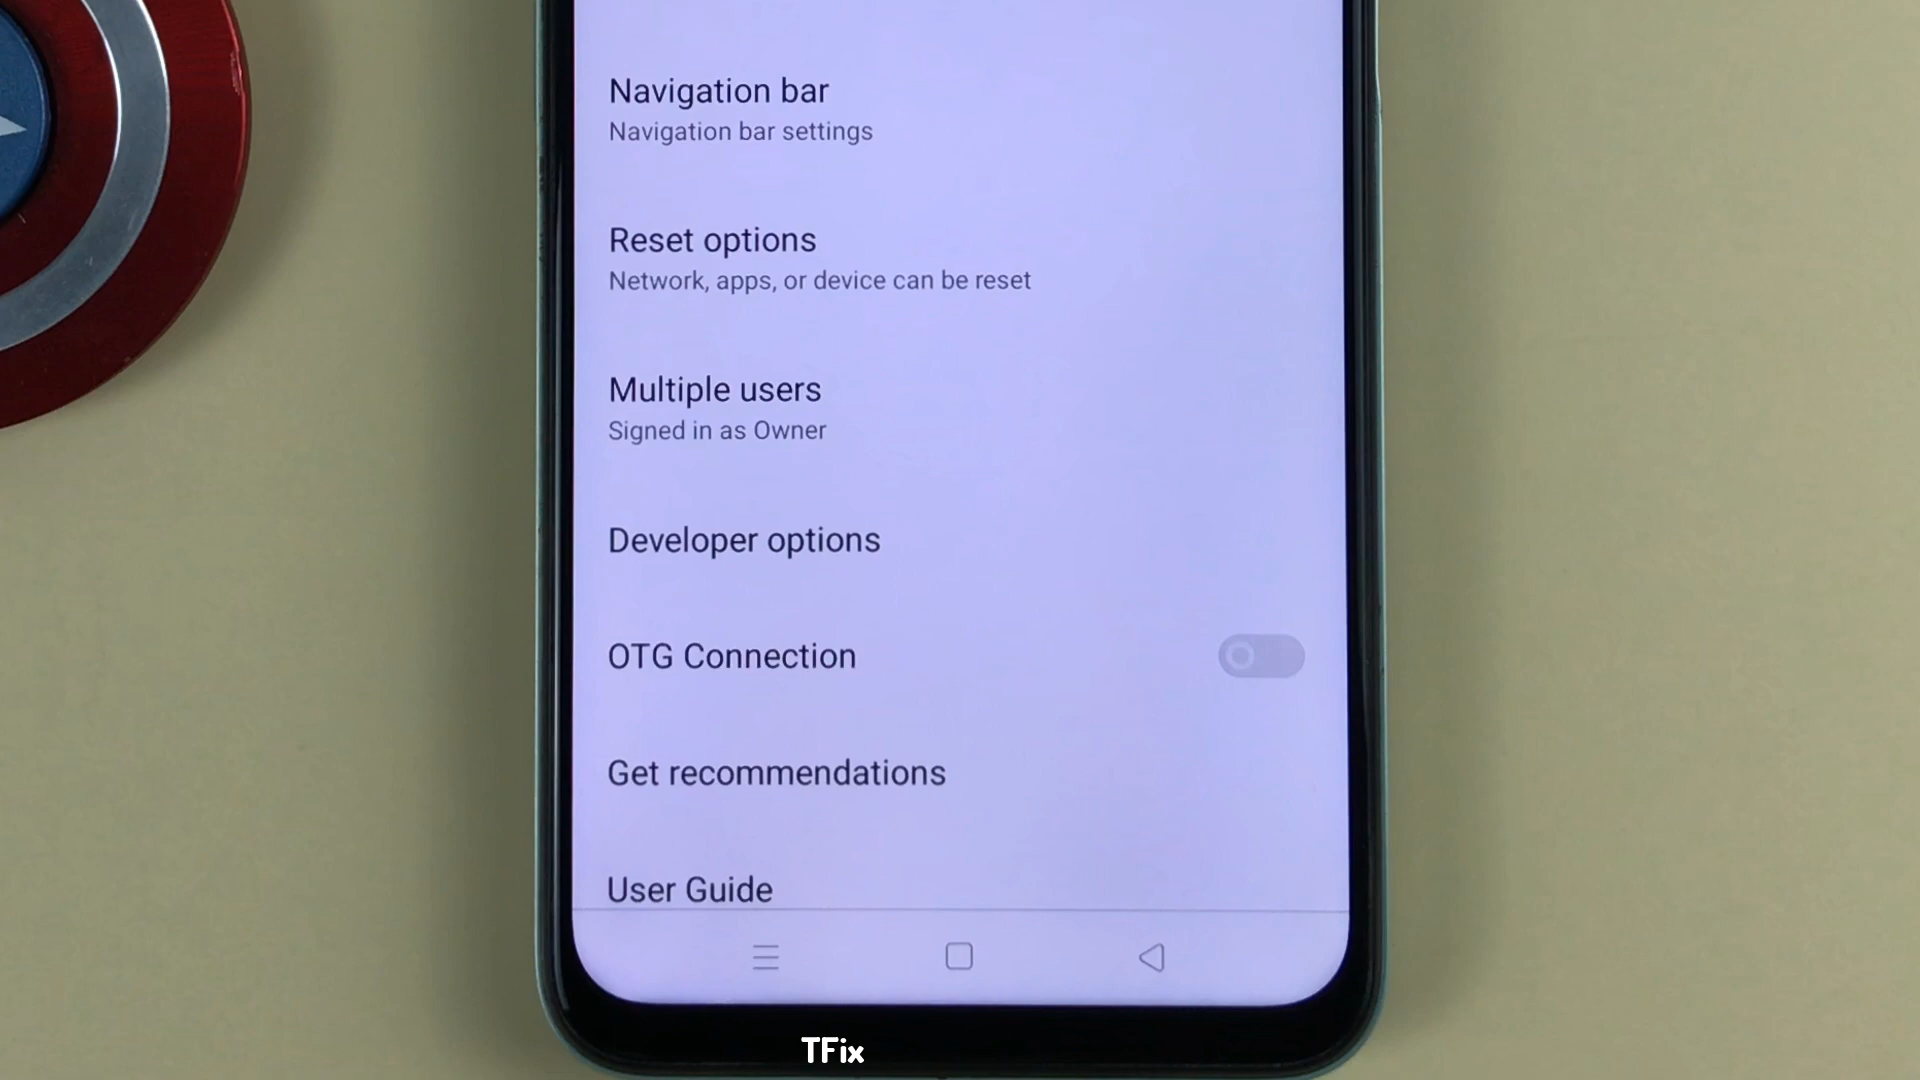 Navigation bar
Navigation bar settings
Reset options
Network, apps, or device can be reset
Multiple users
Signed in as Owner
Developer options
OTG Connection
Get recommendations
User Guide
TFix